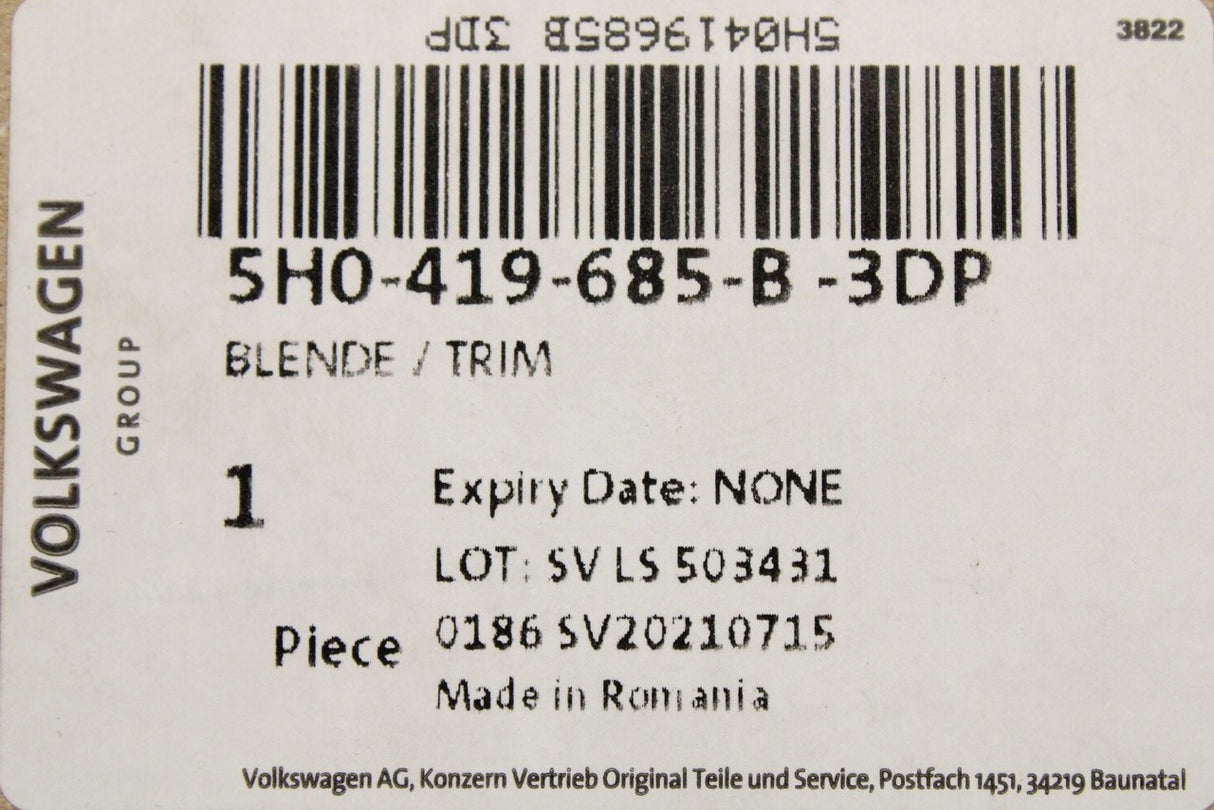 5H0419685B 3DP
3822
5H0-419-685-B -3DP
BLENDE / TRIM
VOLKSWAGEN
GROUP
1
Piece
Expiry Date: NONE
LOT: SV LS 503431
0186 SV20210715
Made in Romania
Volkswagen AG, Konzern Vertrieb Original Teile und Service, Postfach 1451, 34219 Baunatal